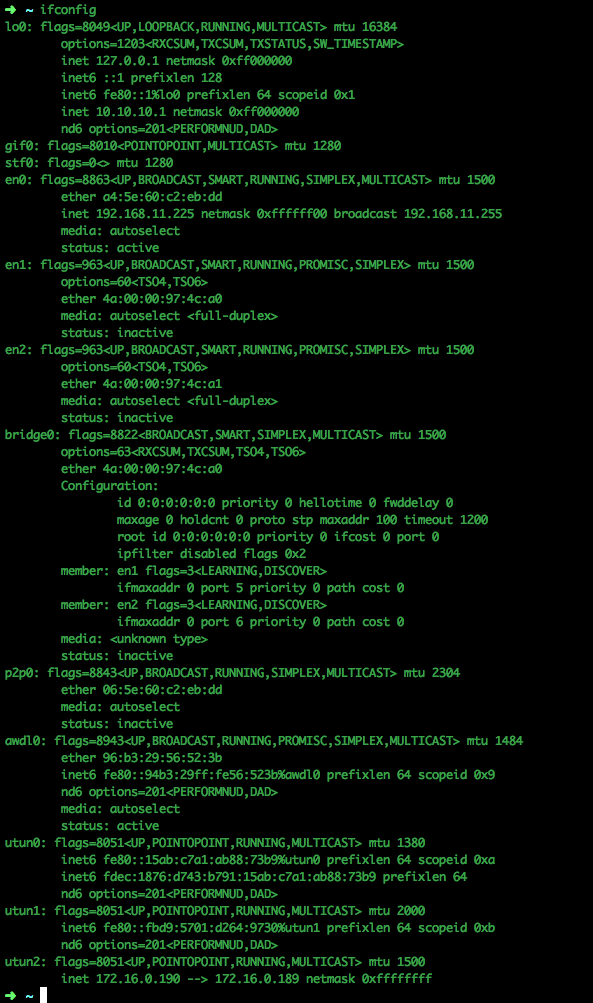 ➜ ~ ifconfig
lo0: flags=8049<UP,LOOPBACK,RUNNING,MULTICAST> mtu 16384
options=1203<RXCSUM,TXCSUM,TXSTATUS,SW_TIMESTAMP>
inet 127.0.0.1 netmask 0xff000000
inet6 ::1 prefixlen 128
inet6 fe80::1%lo0 prefixlen 64 scopeid 0x1
inet 10.10.10.1 netmask 0xff000000
nd6 options=201<PERFORMNUD,DAD>
gif0: flags=8010<POINTOPOINT,MULTICAST> mtu 1280
stf0: flags=0<> mtu 1280
en0: flags=8863<UP,BROADCAST,SMART,RUNNING,SIMPLEX,MULTICAST> mtu 1500
ether a4:5e:60:c2:eb:dd
inet 192.168.11.225 netmask 0xffffff00 broadcast 192.168.11.255
media: autoselect
status: active
en1: flags=963<UP,BROADCAST,SMART,RUNNING,PROMISC,SIMPLEX> mtu 1500
options=60<TSO4,TSO6>
ether 4a:00:00:97:4c:a0
media: autoselect <full-duplex>
status: inactive
en2: flags=963<UP,BROADCAST,SMART,RUNNING,PROMISC,SIMPLEX> mtu 1500
options=60<TSO4,TSO6>
ether 4a:00:00:97:4c:a1
media: autoselect <full-duplex>
status: inactive
bridge0: flags=8822<BROADCAST,SMART,SIMPLEX,MULTICAST> mtu 1500
options=63<RXCSUM,TXCSUM,TSO4,TSO6>
ether 4a:00:00:97:4c:a0
Configuration:
id 0:0:0:0:0:0 priority 0 hellotime 0 fwddelay 0
maxage 0 holdcnt 0 proto stp maxaddr 100 timeout 1200
root id 0:0:0:0:0:0 priority 0 ifcost 0 port 0
ipfilter disabled flags 0x2
member: en1 flags=3<LEARNING,DISCOVER>
ifmaxaddr 0 port 5 priority 0 path cost 0
member: en2 flags=3<LEARNING,DISCOVER>
ifmaxaddr 0 port 6 priority 0 path cost 0
media: <unknown type>
status: inactive
p2p0: flags=8843<UP,BROADCAST,RUNNING,SIMPLEX,MULTICAST> mtu 2304
ether 06:5e:60:c2:eb:dd
media: autoselect
status: inactive
awdl0: flags=8943<UP,BROADCAST,RUNNING,PROMISC,SIMPLEX,MULTICAST> mtu 1484
ether 96:b3:29:56:52:3b
inet6 fe80::94b3:29ff:fe56:523b%awdl0 prefixlen 64 scopeid 0x9
nd6 options=201<PERFORMNUD,DAD>
media: autoselect
status: active
utun0: flags=8051<UP,POINTOPOINT,RUNNING,MULTICAST> mtu 1380
inet6 fe80::15ab:c7a1:ab88:73b9%utun0 prefixlen 64 scopeid 0xa
inet6 fdec:1876:d743:b791:15ab:c7a1:ab88:73b9 prefixlen 64
nd6 options=201<PERFORMNUD,DAD>
utun1: flags=8051<UP,POINTOPOINT,RUNNING,MULTICAST> mtu 2000
inet6 fe80::fbd9:5701:d264:9730%utun1 prefixlen 64 scopeid 0xb
nd6 options=201<PERFORMNUD,DAD>
utun2: flags=8051<UP,POINTOPOINT,RUNNING,MULTICAST> mtu 1500
inet 172.16.0.190 --> 172.16.0.189 netmask 0xffffffff
➜ ~